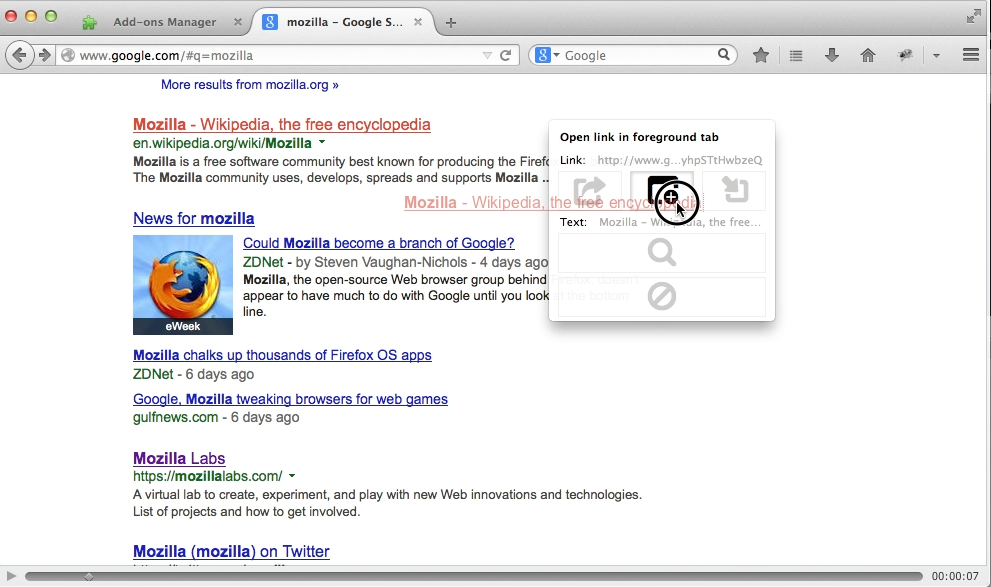 Add-ons Manager
mozilla – Google S...
www.google.com/#q=mozilla
Google
More results from mozilla.org »
Mozilla - Wikipedia, the free encyclopedia
en.wikipedia.org/wiki/Mozilla
Mozilla is a free software community best known for producing the Firef
The Mozilla community uses, develops, spreads and supports Mozilla ...
Open link in foreground tab
Link: http://www.g...yhpSTtHwbzeQ
Mozilla - Wikipedia, the free encyclopedia
Text: Mozilla – Wikipedia, the free...
News for mozilla
Could Mozilla become a branch of Google?
ZDNet - by Steven Vaughan-Nichols - 4 days ago
Mozilla, the open-source Web browser group behind Firefox, doesn't
appear to have much to do with Google until you look at the bottom
line.
eWeek
Mozilla chalks up thousands of Firefox OS apps
ZDNet - 6 days ago
Google, Mozilla tweaking browsers for web games
gulfnews.com - 6 days ago
Mozilla Labs
https://mozillalabs.com/
A virtual lab to create, experiment, and play with new Web innovations and technologies.
List of projects and how to get involved.
Mozilla (mozilla) on Twitter
00:00:07